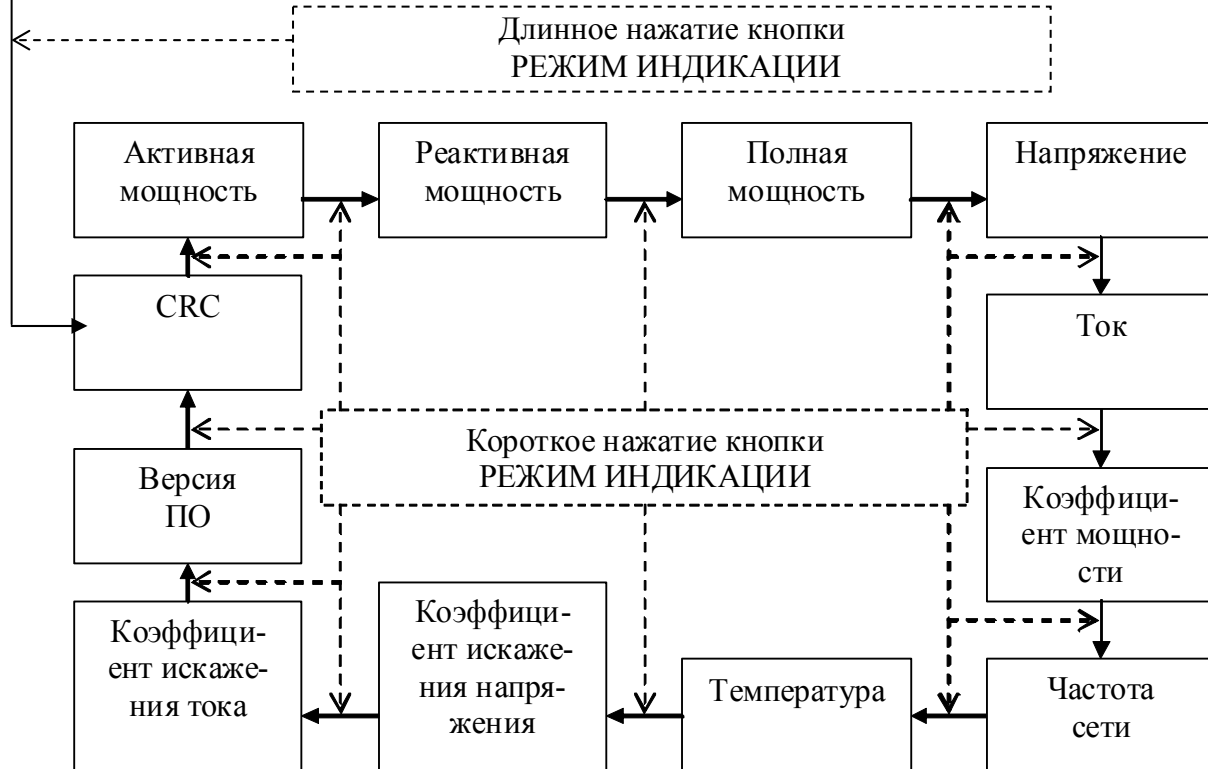 Длинное нажатие кнопки
РЕЖИМ ИНДИКАЦИИ
Активная
мощность
Реактивная
мощность
Полная
мощность
Напряжение
CRC
Ток
Короткое нажатие кнопки
РЕЖИМ ИНДИКАЦИИ
Версия
ПО
Коэффици-
ент мощно-
сти
Коэффици-
ент искаже-
ния тока
Коэффици-
ент искаже-
ния напря-
жения
Температура
Частота
сети